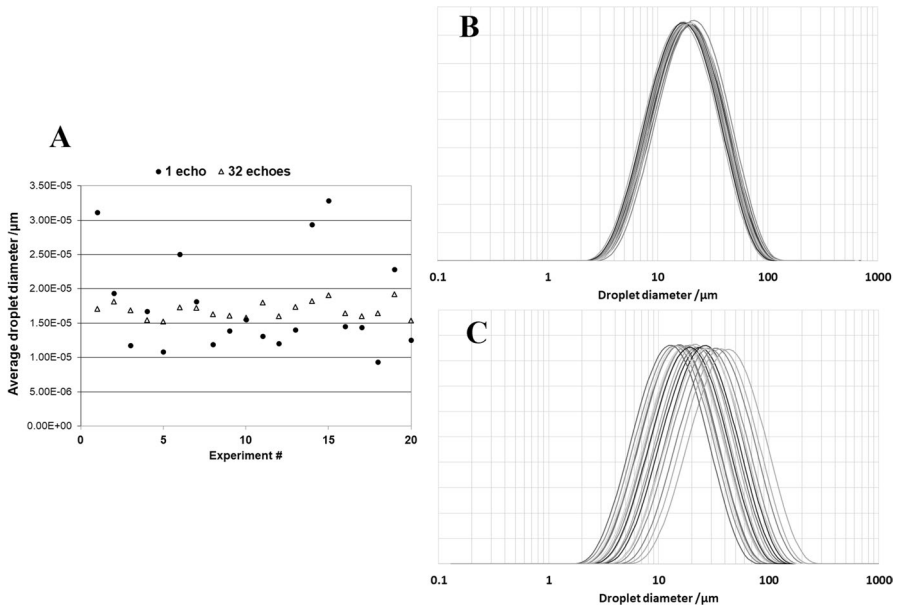 A
● 1 echo △ 32 echoes
3.50E-05
3.00E-05
2.50E-05
2.00E-05
1.50E-05
1.00E-05
5.00E-06
0.00E+00
Average droplet diameter /µm
0 5 10 15 20
Experiment #
B
0.1 1 10 100 1000
Droplet diameter /µm
C
0.1 1 10 100 1000
Droplet diameter /µm